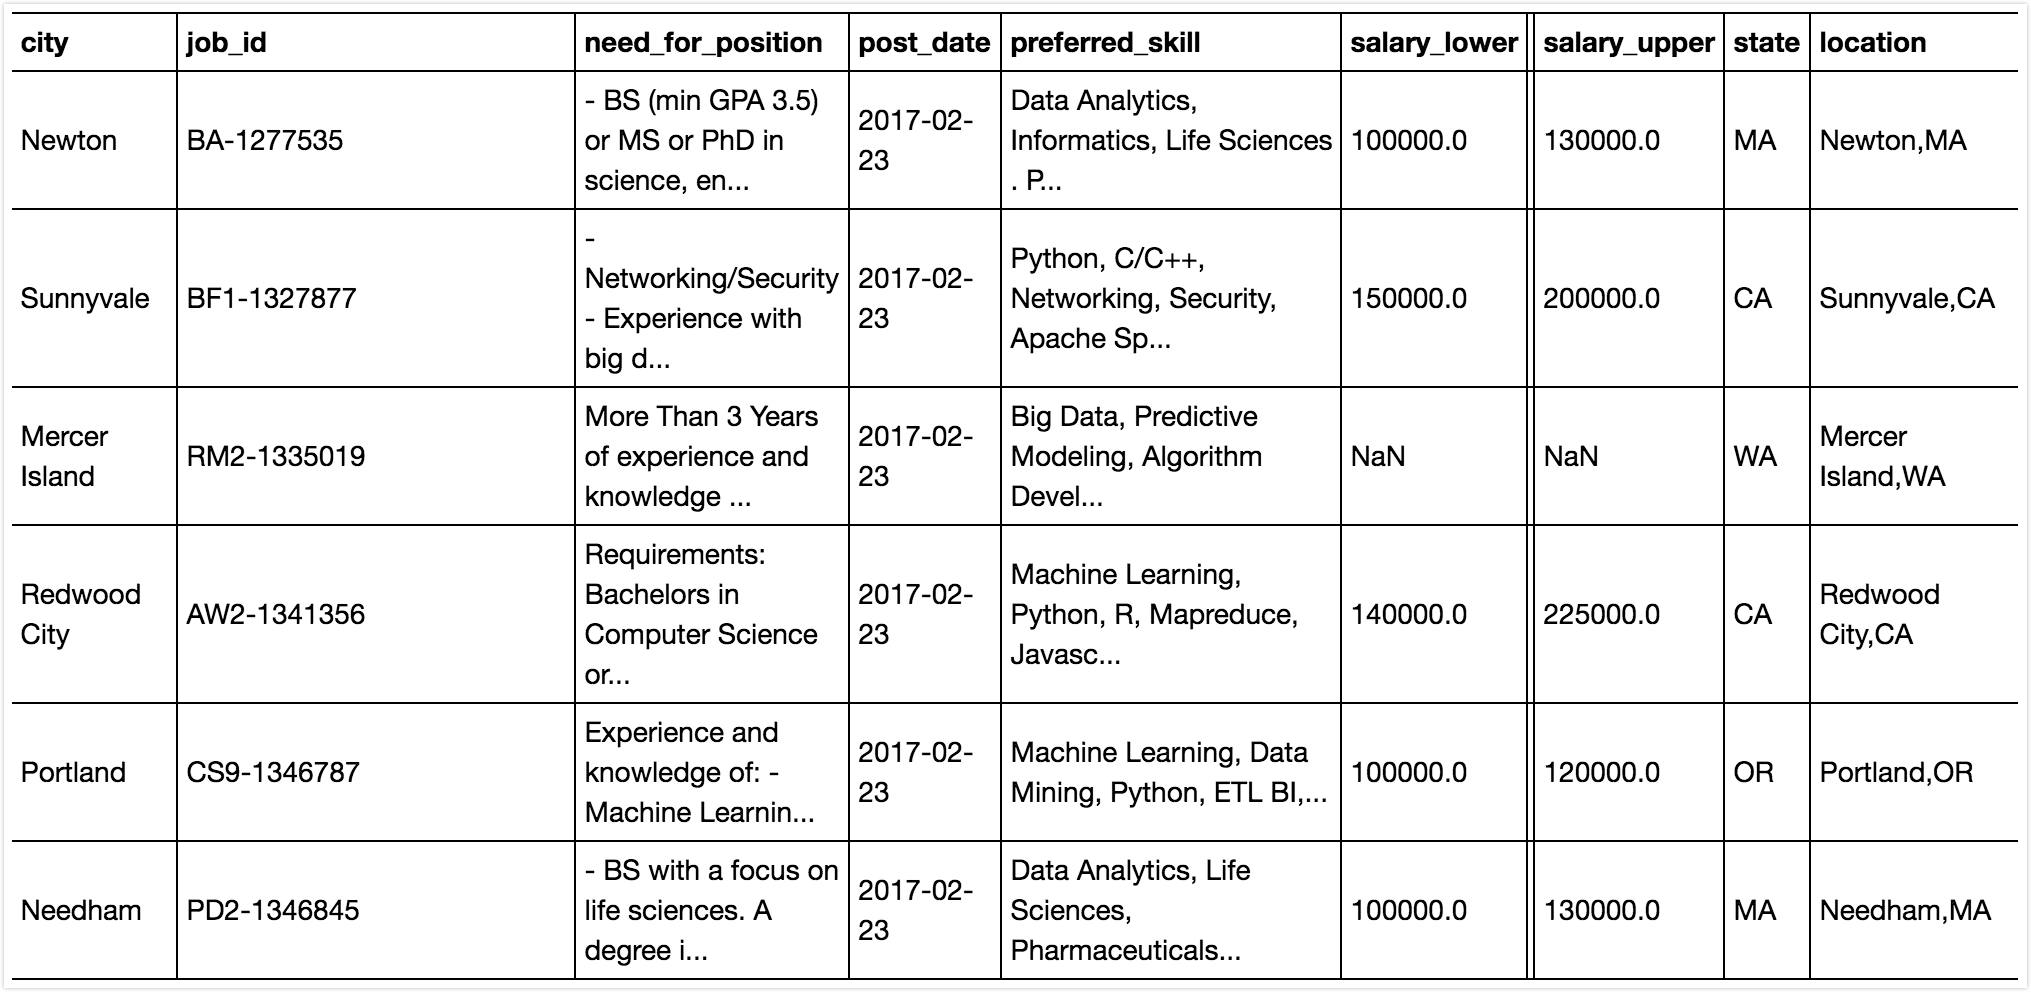 city job_id need_for_position post_date preferred_skill salary_lower salary_upper state location
Newton BA-1277535 - BS (min GPA 3.5) or MS or PhD in science, en... 2017-02-23 Data Analytics, Informatics, Life Sciences . P... 100000.0 130000.0 MA Newton,MA
Sunnyvale BF1-1327877 - Networking/Security - Experience with big d... 2017-02-23 Python, C/C++, Networking, Security, Apache Sp... 150000.0 200000.0 CA Sunnyvale,CA
Mercer Island RM2-1335019 More Than 3 Years of experience and knowledge ... 2017-02-23 Big Data, Predictive Modeling, Algorithm Devel... NaN NaN WA Mercer Island,WA
Redwood City AW2-1341356 Requirements: Bachelors in Computer Science or... 2017-02-23 Machine Learning, Python, R, Mapreduce, Javasc... 140000.0 225000.0 CA Redwood City,CA
Portland CS9-1346787 Experience and knowledge of: - Machine Learnin... 2017-02-23 Machine Learning, Data Mining, Python, ETL BI,... 100000.0 120000.0 OR Portland,OR
Needham PD2-1346845 - BS with a focus on life sciences. A degree i... 2017-02-23 Data Analytics, Life Sciences, Pharmaceuticals... 100000.0 130000.0 MA Needham,MA